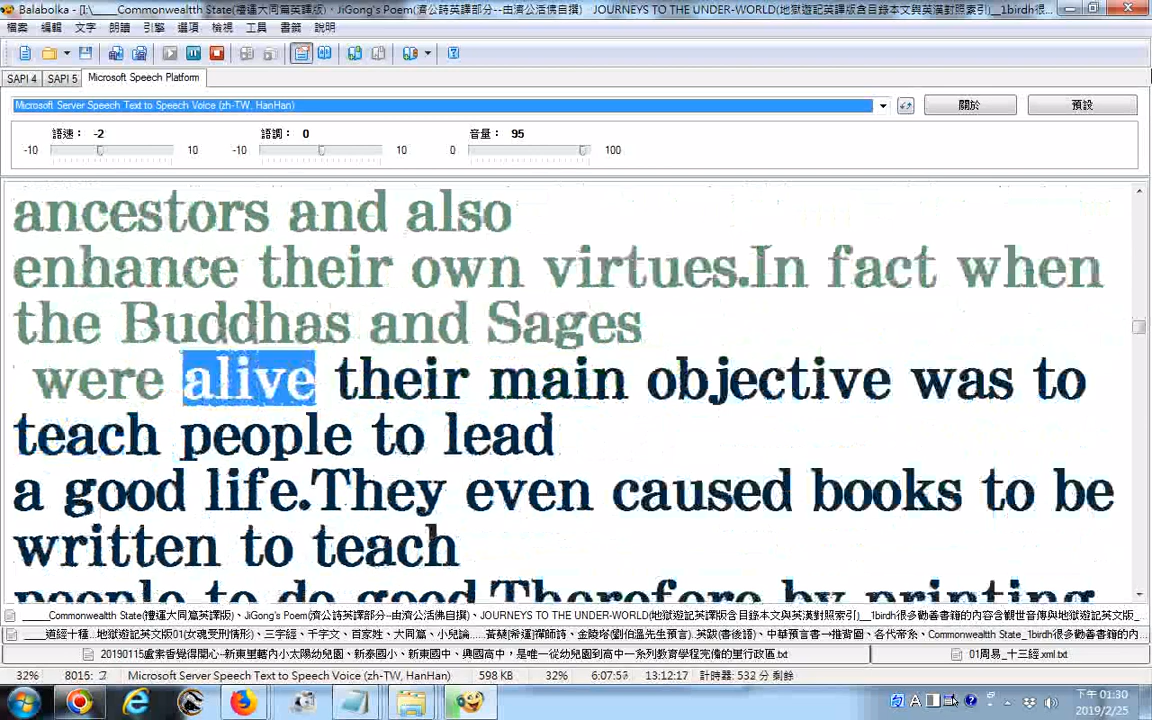 Balabolka - [I:\____Commonwealth State(禮運大同篇英譯版)、JiGong's Poem(濟公詩英譯部分--由濟公活佛自撰) JOURNEYS TO THE UNDER-WORLD(地獄遊記英譯版含目錄本文與英漢對照索引)__1birdh很...
檔案 編輯 文字 朗讀 引擎 選項 檢視 工具 書籤 說明
SAPI 4 SAPI 5 Microsoft Speech Platform
Microsoft Server Speech Text to Speech Voice (zh-TW, HanHan) 關於 預設
語速： -2 語調： 0 音量： 95
-10 10 -10 10 0 100
ancestors and also
enhance their own virtues.In fact when
the Buddhas and Sages
were alive their main objective was to
teach people to lead
a good life.They even caused books to be
written to teach
people to do good.Therefore by printing
____Commonwealth State(禮運大同篇英譯版)、JiGong's Poem(濟公詩英譯部分--由濟公活佛自撰)、JOURNEYS TO THE UNDER-WORLD(地獄遊記英譯版含目錄本文與英漢對照索引)__1birdh很多勸善書籍的內容含觀世音傳與地獄遊記英文版_
____道經十種...地獄遊記英文版01(女魂受刑情形)、三字經、千字文、百家姓、大同篇、小兒論......黃蘗[希運]禪師詩、金陵塔(劉伯溫先生預言). 英誥(書後語)、中華預言書一推背圖、各代帝系、Commonwealth State_1birdh很多勸善書籍的內...
20190115盧素香覺得開心--新東里轄內小太陽幼兒園、新泰國小、新東國中、興國高中，是唯一從幼兒園到高中一系列教育學程完備的里行政區.txt 01周易_十三經.xml.txt
32% 8015: 2 Microsoft Server Speech Text to Speech Voice (zh-TW, HanHan) 598 KB 32% 6:07:53 13:12:17 計時器: 532 分 剩餘
下午 01:30
2019/2/25